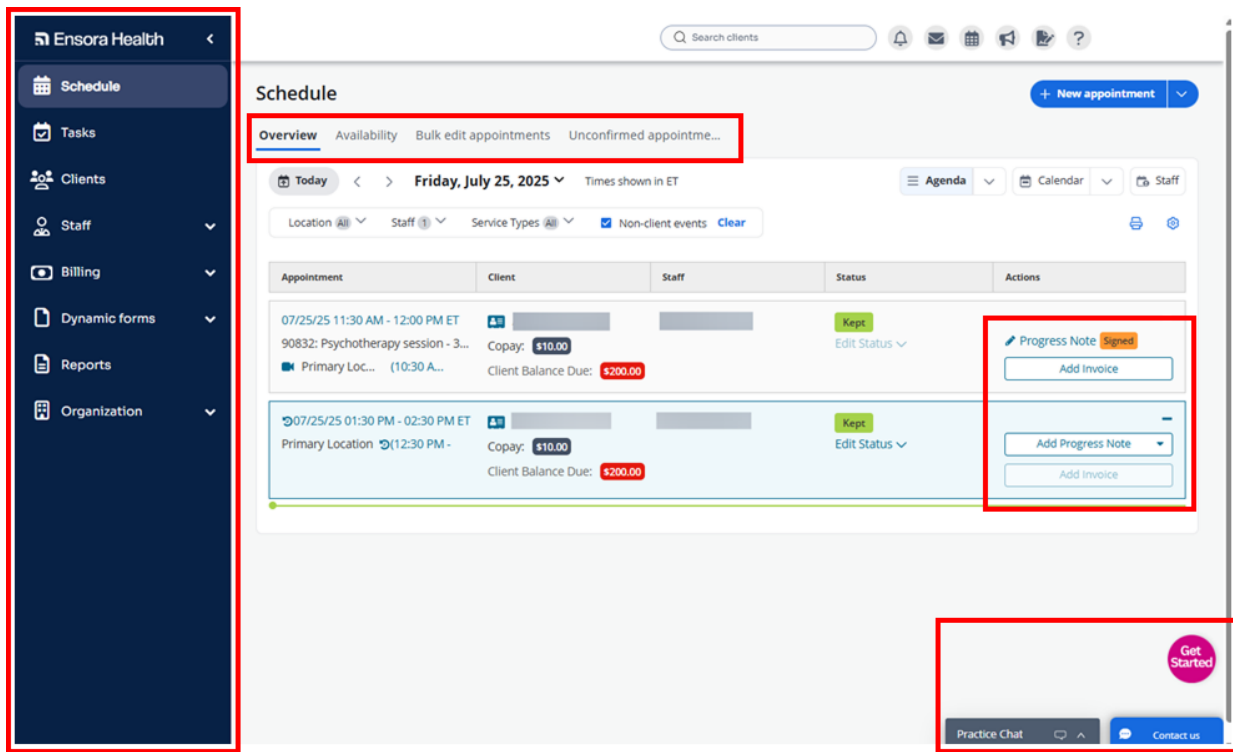 Ensora Health
Search clients
?
Schedule
Tasks
Clients
Staff
Billing
Dynamic forms
Reports
Organization
Schedule
+ New appointment
Overview Availability Bulk edit appointments Unconfirmed appointme...
Today Friday, July 25, 2025 Times shown in ET Agenda Calendar Staff
Location All Staff 1 Service Types All Non-client events Clear
Appointment Client Staff Status Actions
07/25/25 11:30 AM - 12:00 PM ET Kept
90832: Psychotherapy session - 3... Copay: $10.00 Edit Status Progress Note Signed
Primary Loc... (10:30 A... Client Balance Due: $200.00 Add Invoice
07/25/25 01:30 PM - 02:30 PM ET Kept
Primary Location (12:30 PM - Copay: $10.00 Edit Status Add Progress Note
Client Balance Due: $200.00 Add Invoice
Get
Started
Practice Chat Contact us